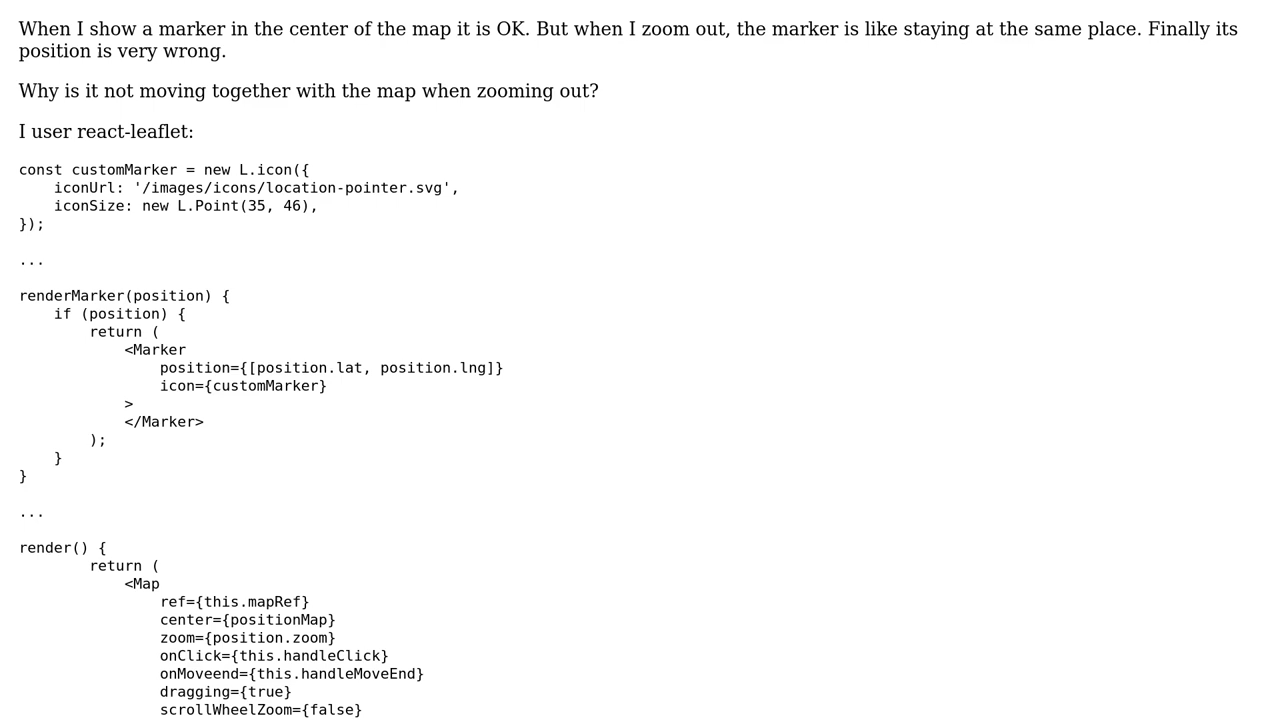 When I show a marker in the center of the map it is OK. But when I zoom out, the marker is like staying at the same place. Finally its
position is very wrong.
Why is it not moving together with the map when zooming out?
I user react-leaflet:
const customMarker = new L.icon({
    iconUrl: '/images/icons/location-pointer.svg',
    iconSize: new L.Point(35, 46),
});
...
renderMarker(position) {
    if (position) {
        return (
            <Marker
                position={[position.lat, position.lng]}
                icon={customMarker}
            >
            </Marker>
        );
    }
}
...
render() {
        return (
            <Map
                ref={this.mapRef}
                center={positionMap}
                zoom={position.zoom}
                onClick={this.handleClick}
                onMoveend={this.handleMoveEnd}
                dragging={true}
                scrollWheelZoom={false}